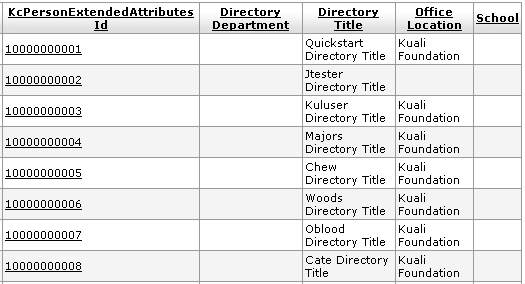 KcPersonExtendedAttributes Directory Directory Office School
Id Department Title Location
10000000001 Quickstart Kuali
Directory Title Foundation
10000000002 Jtester
Directory Title
10000000003 Kuluser Kuali
Directory Title Foundation
10000000004 Majors Kuali
Directory Title Foundation
10000000005 Chew Kuali
Directory Title Foundation
10000000006 Woods Kuali
Directory Title Foundation
10000000007 Oblood Kuali
Directory Title Foundation
10000000008 Cate Directory Kuali
Title Foundation